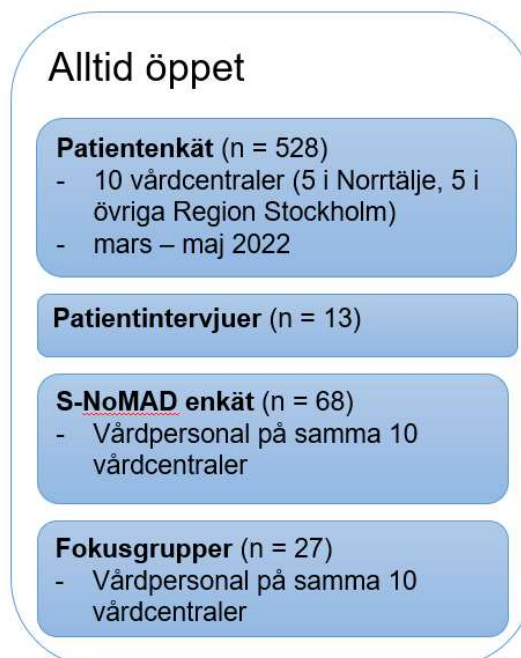 Alltid öppet
Patientenkät (n = 528)
- 10 vårdcentraler (5 i Norrtälje, 5 i
övriga Region Stockholm)
- mars – maj 2022
Patientintervjuer (n = 13)
S-NoMAD enkät (n = 68)
- Vårdpersonal på samma 10
vårdcentraler
Fokusgrupper (n = 27)
- Vårdpersonal på samma 10
vårdcentraler